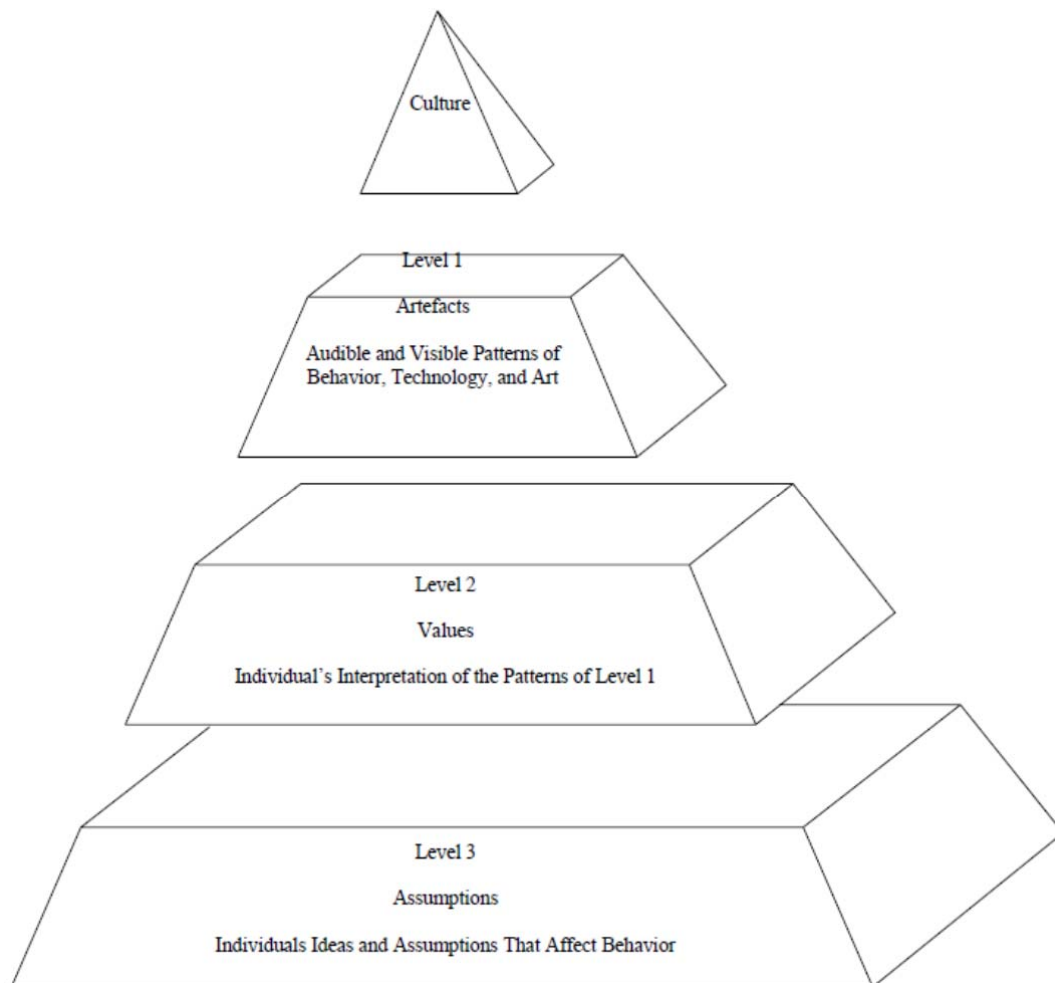 Culture
Level 1
Artefacts
Audible and Visible Patterns of
Behavior, Technology, and Art
Level 2
Values
Individual’s Interpretation of the Patterns of Level 1
Level 3
Assumptions
Individuals Ideas and Assumptions That Affect Behavior